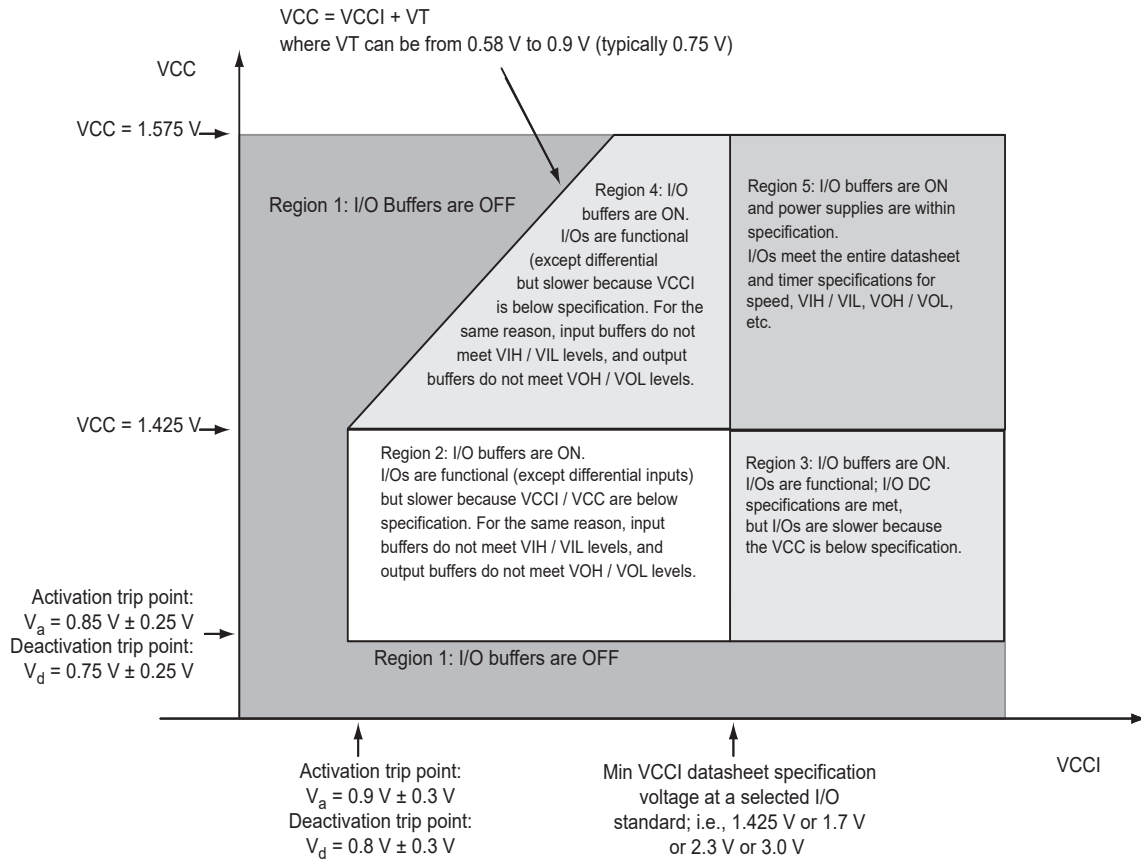 VCC = VCCI + VT
where VT can be from 0.58 V to 0.9 V (typically 0.75 V)
VCC
VCC = 1.575 V
Region 1: I/O Buffers are OFF
Region 4: I/O
buffers are ON.
I/Os are functional
(except differential
but slower because VCCI
is below specification. For the
same reason, input buffers do not
meet VIH / VIL levels, and output
buffers do not meet VOH / VOL levels.
Region 5: I/O buffers are ON
and power supplies are within
specification.
I/Os meet the entire datasheet
and timer specifications for
speed, VIH / VIL, VOH / VOL,
etc.
VCC = 1.425 V
Region 2: I/O buffers are ON.
I/Os are functional (except differential inputs)
but slower because VCCI / VCC are below
specification. For the same reason, input
buffers do not meet VIH / VIL levels, and
output buffers do not meet VOH / VOL levels.
Region 3: I/O buffers are ON.
I/Os are functional; I/O DC
specifications are met,
but I/Os are slower because
the VCC is below specification.
Activation trip point:
Va = 0.85 V ± 0.25 V
Deactivation trip point:
Vd = 0.75 V ± 0.25 V
Region 1: I/O buffers are OFF
Activation trip point:
Va = 0.9 V ± 0.3 V
Deactivation trip point:
Vd = 0.8 V ± 0.3 V
Min VCCI datasheet specification
voltage at a selected I/O
standard; i.e., 1.425 V or 1.7 V
or 2.3 V or 3.0 V
VCCI